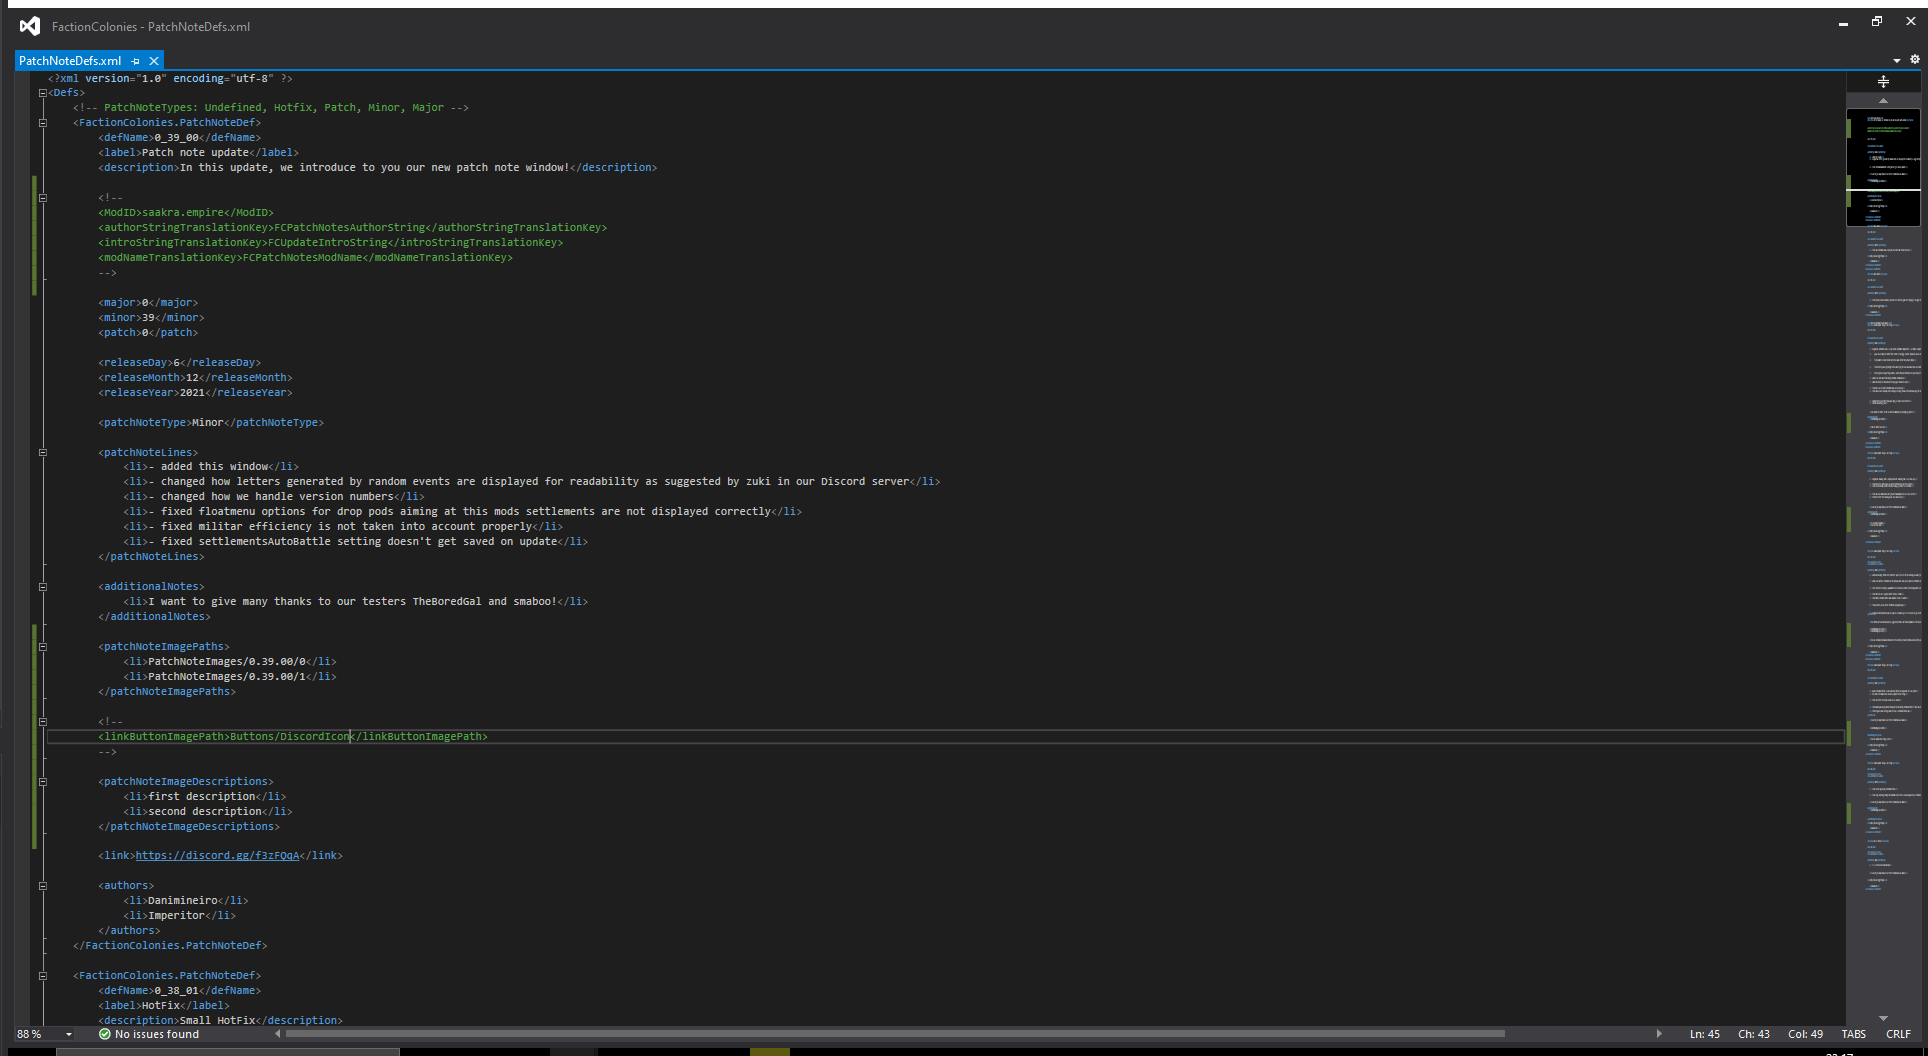 FactionColonies - PatchNoteDefs.xml
PatchNoteDefs.xml
<?xml version="1.0" encoding="utf-8" ?>
<Defs>
<!-- PatchNoteTypes: Undefined, Hotfix, Patch, Minor, Major -->
<FactionColonies.PatchNoteDef>
<defName>0_39_00</defName>
<label>Patch note update</label>
<description>In this update, we introduce to you our new patch note window!</description>
<!--
<ModID>saakra.empire</ModID>
<authorStringTranslationKey>FCPatchNotesAuthorString</authorStringTranslationKey>
<introStringTranslationKey>FCUpdateIntroString</introStringTranslationKey>
<modNameTranslationKey>FCPatchNotesModName</modNameTranslationKey>
-->
<major>0</major>
<minor>39</minor>
<patch>0</patch>
<releaseDay>6</releaseDay>
<releaseMonth>12</releaseMonth>
<releaseYear>2021</releaseYear>
<patchNoteType>Minor</patchNoteType>
<patchNoteLines>
<li>- added this window</li>
<li>- changed how letters generated by random events are displayed for readability as suggested by zuki in our Discord server</li>
<li>- changed how we handle version numbers</li>
<li>- fixed floatmenu options for drop pods aiming at this mods settlements are not displayed correctly</li>
<li>- fixed militar efficiency is not taken into account properly</li>
<li>- fixed settlementsAutoBattle setting doesn't get saved on update</li>
</patchNoteLines>
<additionalNotes>
<li>I want to give many thanks to our testers TheBoredGal and smaboo!</li>
</additionalNotes>
<patchNoteImagePaths>
<li>PatchNoteImages/0.39.00/0</li>
<li>PatchNoteImages/0.39.00/1</li>
</patchNoteImagePaths>
<!--
<linkButtonImagePath>Buttons/DiscordIcon</linkButtonImagePath>
-->
<patchNoteImageDescriptions>
<li>first description</li>
<li>second description</li>
</patchNoteImageDescriptions>
<link>https://discord.gg/f3zFQqA</link>
<authors>
<li>Danimineiro</li>
<li>Imperitor</li>
</authors>
</FactionColonies.PatchNoteDef>
<FactionColonies.PatchNoteDef>
<defName>0_38_01</defName>
<label>HotFix</label>
<description>Small HotFix</description>
88 % No issues found Ln: 45 Ch: 43 Col: 49 TABS CRLF